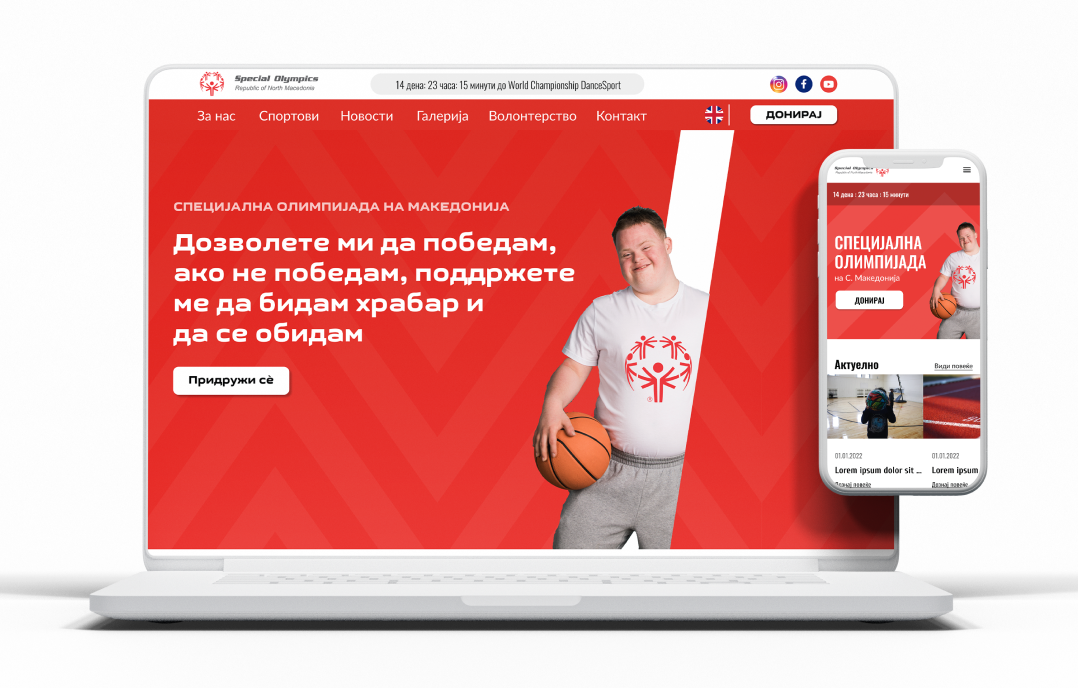 Special Olympics
Republic of North Macedonia
14 дена: 23 часа: 15 минути до World Championship DanceSport
За нас Спортови Новости Галерија Волонтерство Контакт ДОНИРАЈ
СПЕЦИЈАЛНА ОЛИМПИЈАДА НА МАКЕДОНИЈА
Дозволете ми да победам,
ако не победам, поддржете
ме да бидам храбар и
да се обидам
Придружи сѐ
®
Special Olympics
Republic of North Macedonia
14 дена : 23 часа : 15 минути
СПЕЦИЈАЛНА
ОЛИМПИЈАДА
на С. Македонија
ДОНИРАЈ
Актуелно Види повеќе
01.01.2022 01.01.2022
Lorem ipsum dolor sit ... Lorem ipsum
Дознај повеќе Дознај повеќе